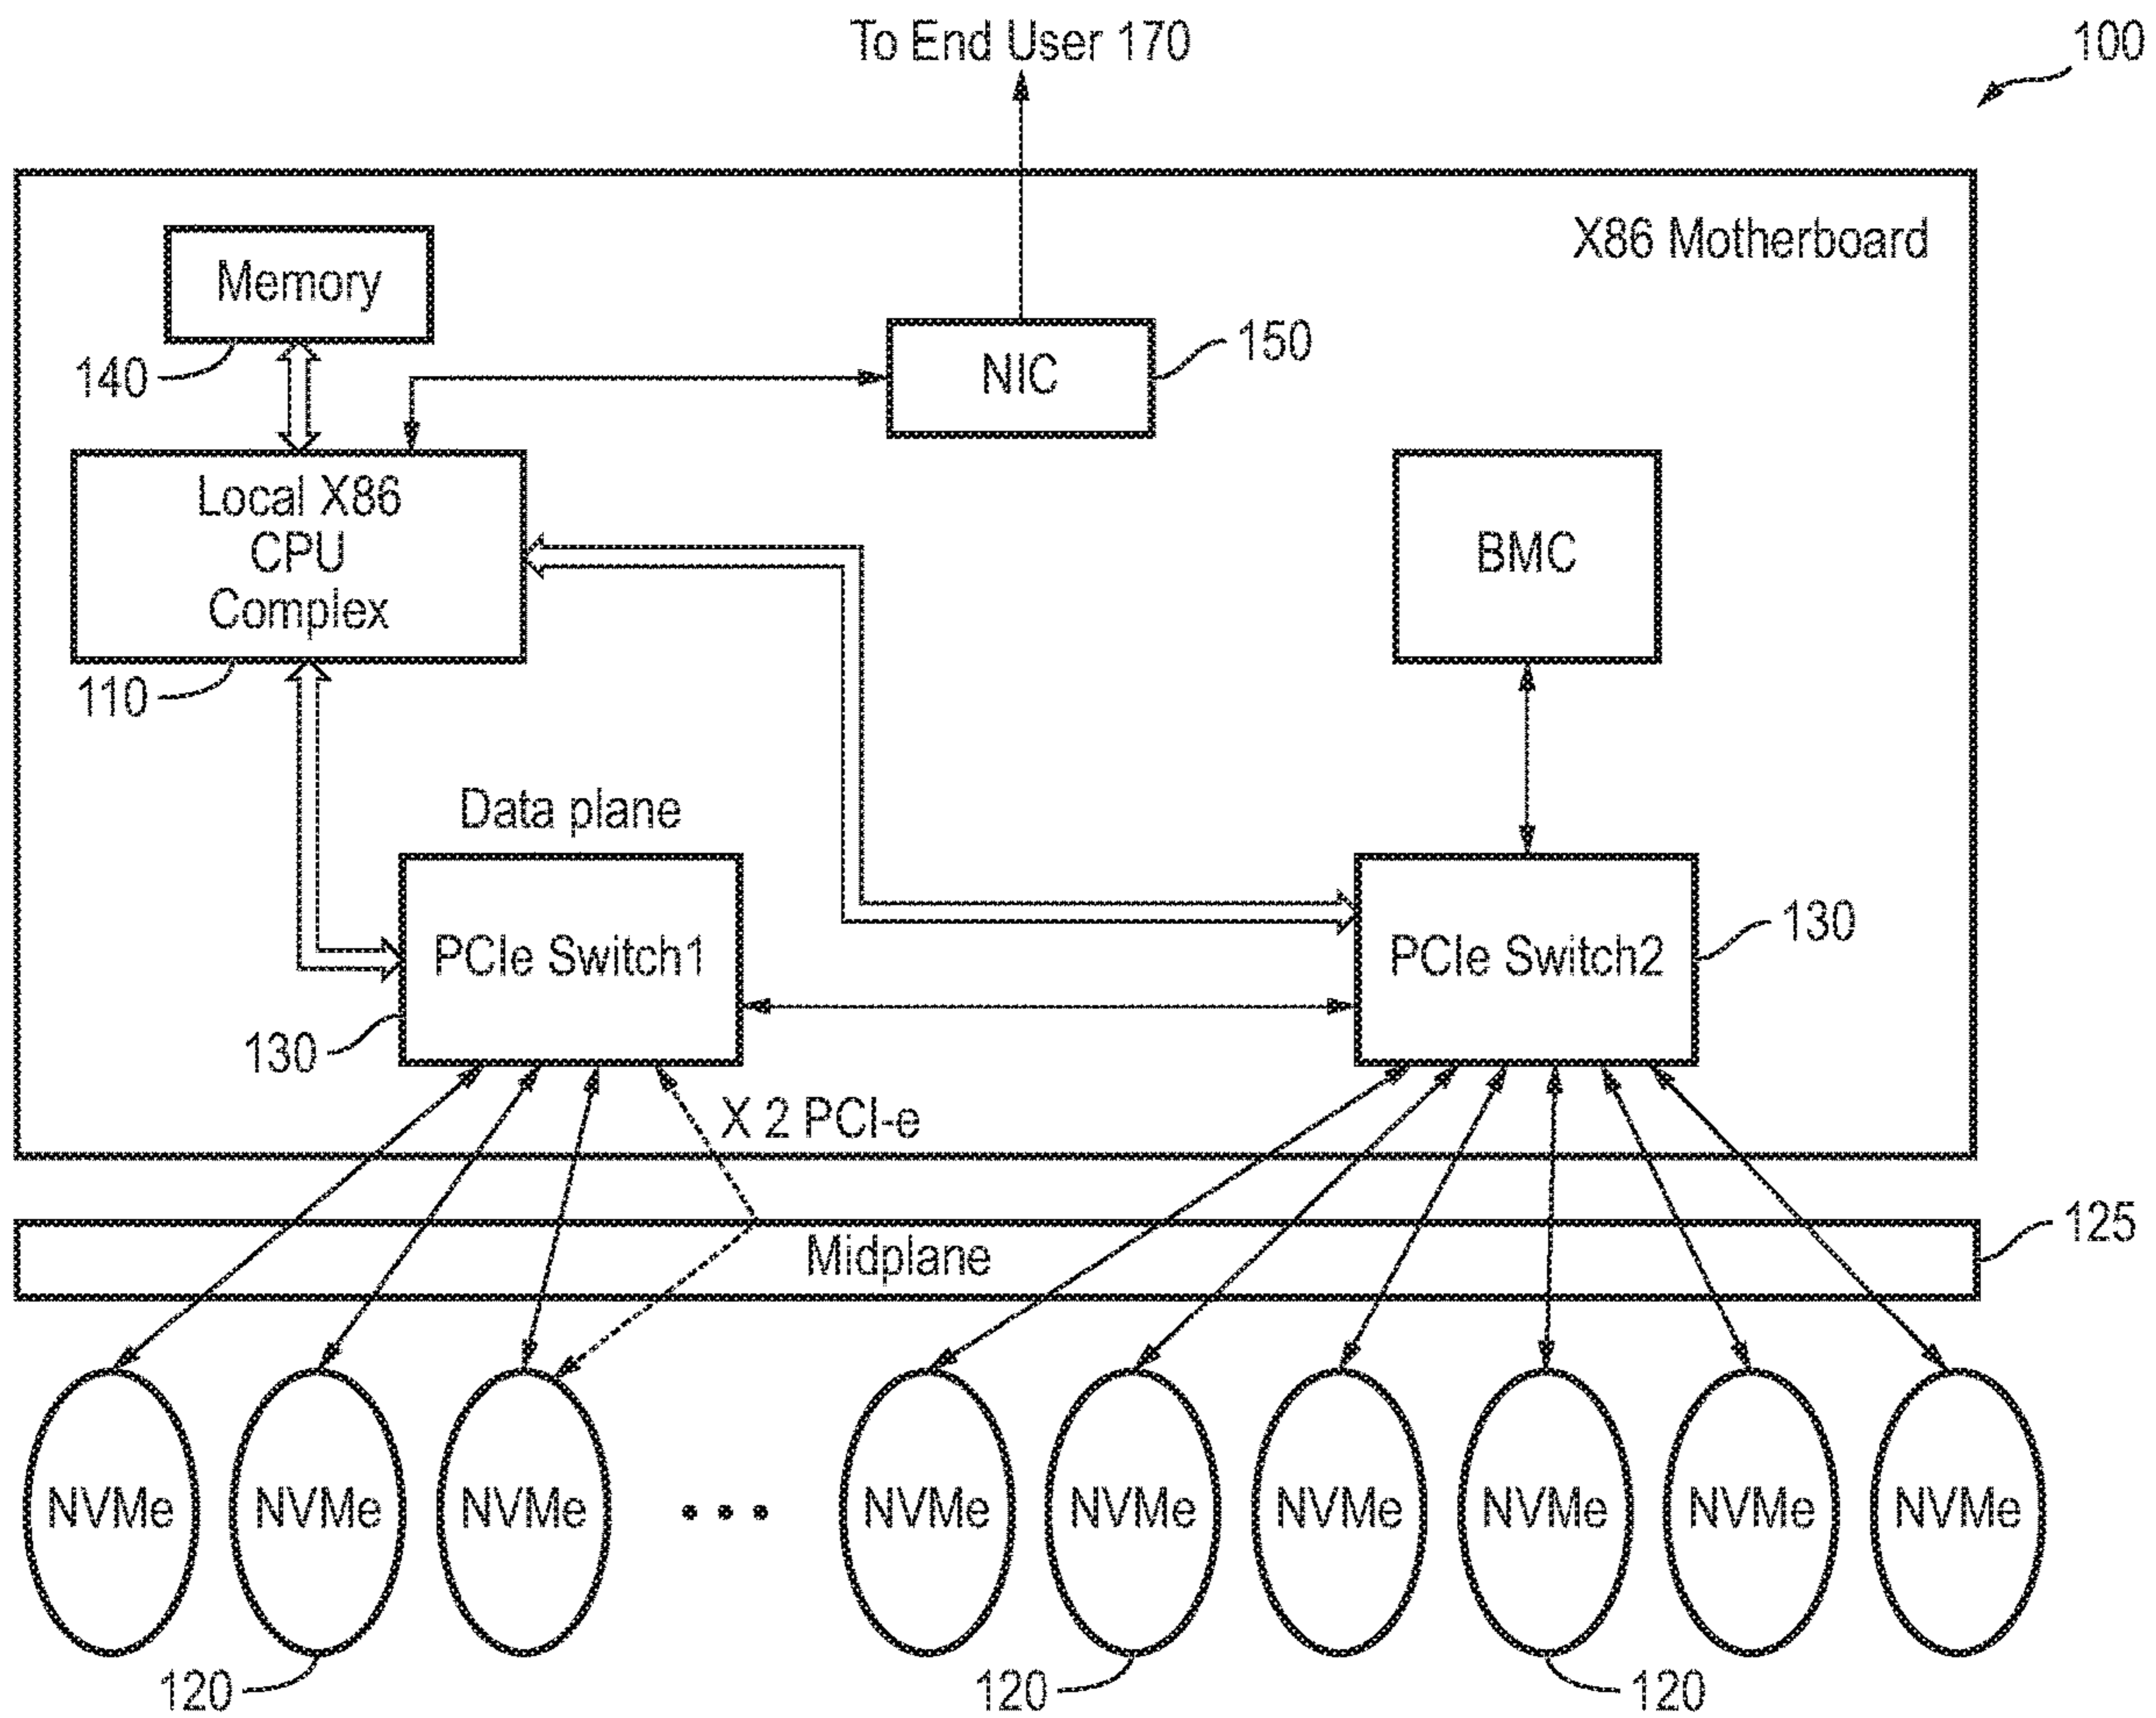 To End User 170
100
X86 Motherboard
Memory
140
NIC
150
Local X86
CPU
Complex
110
BMC
Data plane
PCIe Switch1
130
PCIe Switch2
130
X 2 PCI-e
Midplane
125
NVMe
NVMe
NVMe
• • •
NVMe
NVMe
NVMe
NVMe
NVMe
NVMe
120
120
120